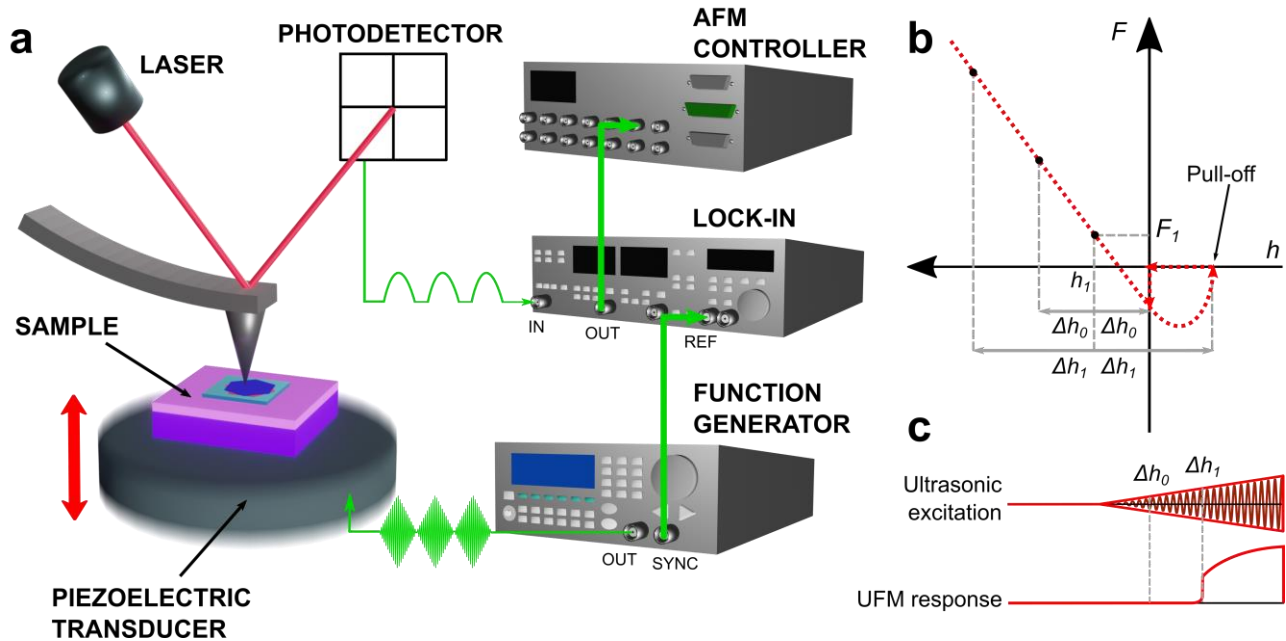 a
LASER
PHOTODETECTOR
AFM
CONTROLLER
LOCK-IN
IN
OUT
REF
SAMPLE
FUNCTION
GENERATOR
OUT
SYNC
PIEZOELECTRIC
TRANSDUCER
b
F
Pull-off
F1
h
h1
Δh0 Δh0
Δh1 Δh1
c
Δh0 Δh1
Ultrasonic
excitation
UFM response